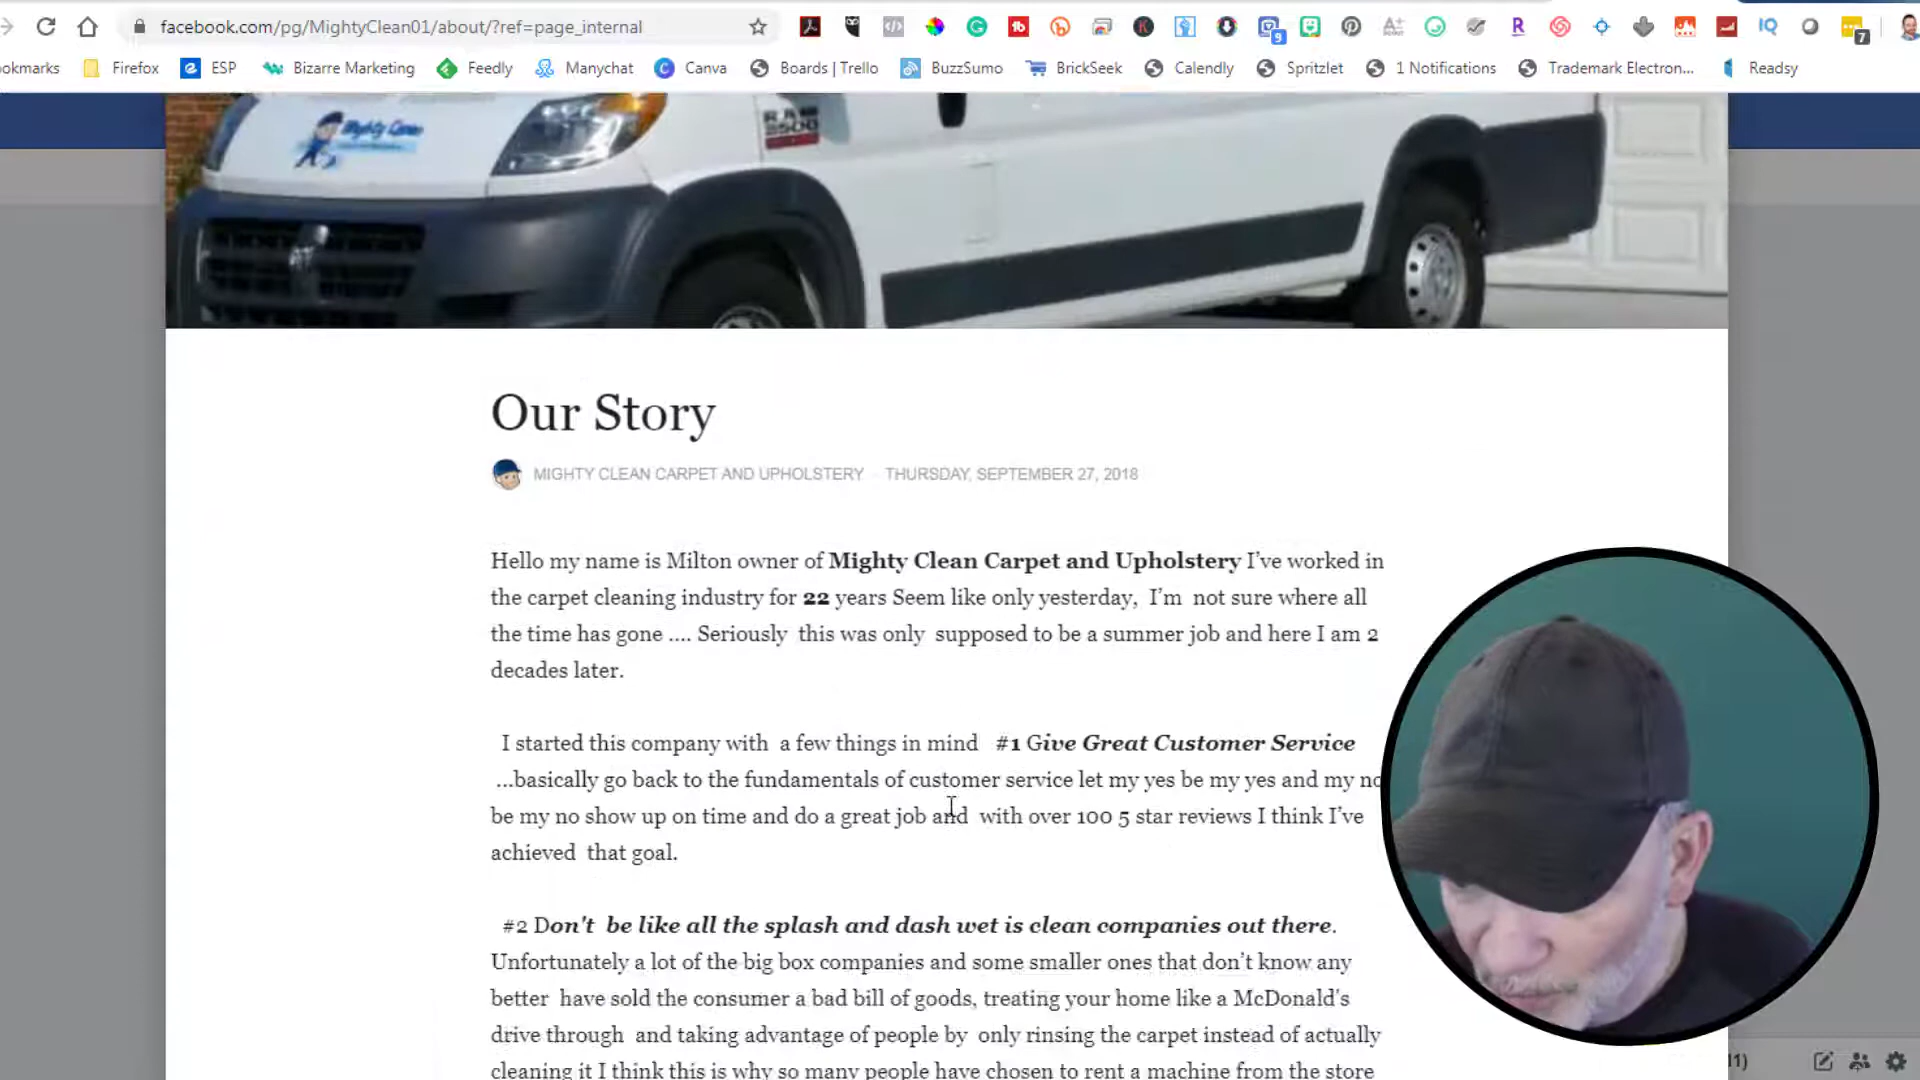 facebook.com/pg/MightyClean01/about/?ref=page_internal
9
7
okmarks Firefox ESP Bizarre Marketing Feedly Manychat Canva Boards | Trello BuzzSumo BrickSeek Calendly Spritzlet 1 Notifications Trademark Electron... Readsy
Mighty Clean
RAM
3500
Our Story
MIGHTY CLEAN CARPET AND UPHOLSTERY · THURSDAY, SEPTEMBER 27, 2018
Hello my name is Milton owner of Mighty Clean Carpet and Upholstery I've worked in
the carpet cleaning industry for 22 years Seem like only yesterday, I'm not sure where all
the time has gone .... Seriously this was only supposed to be a summer job and here I am 2
decades later.
I started this company with a few things in mind #1 Give Great Customer Service
...basically go back to the fundamentals of customer service let my yes be my yes and my no
be my no show up on time and do a great job and with over 100 5 star reviews I think I've
achieved that goal.
#2 Don't be like all the splash and dash wet is clean companies out there.
Unfortunately a lot of the big box companies and some smaller ones that don't know any
better have sold the consumer a bad bill of goods, treating your home like a McDonald's
drive through and taking advantage of people by only rinsing the carpet instead of actually
cleaning it I think this is why so many people have chosen to rent a machine from the store